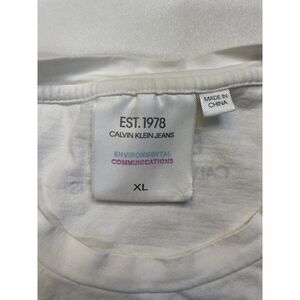 EST. 1978
CALVIN KLEIN JEANS
ENVIRONMENTAL
COMMUNICATIONS
XL
MADE IN
CHINA